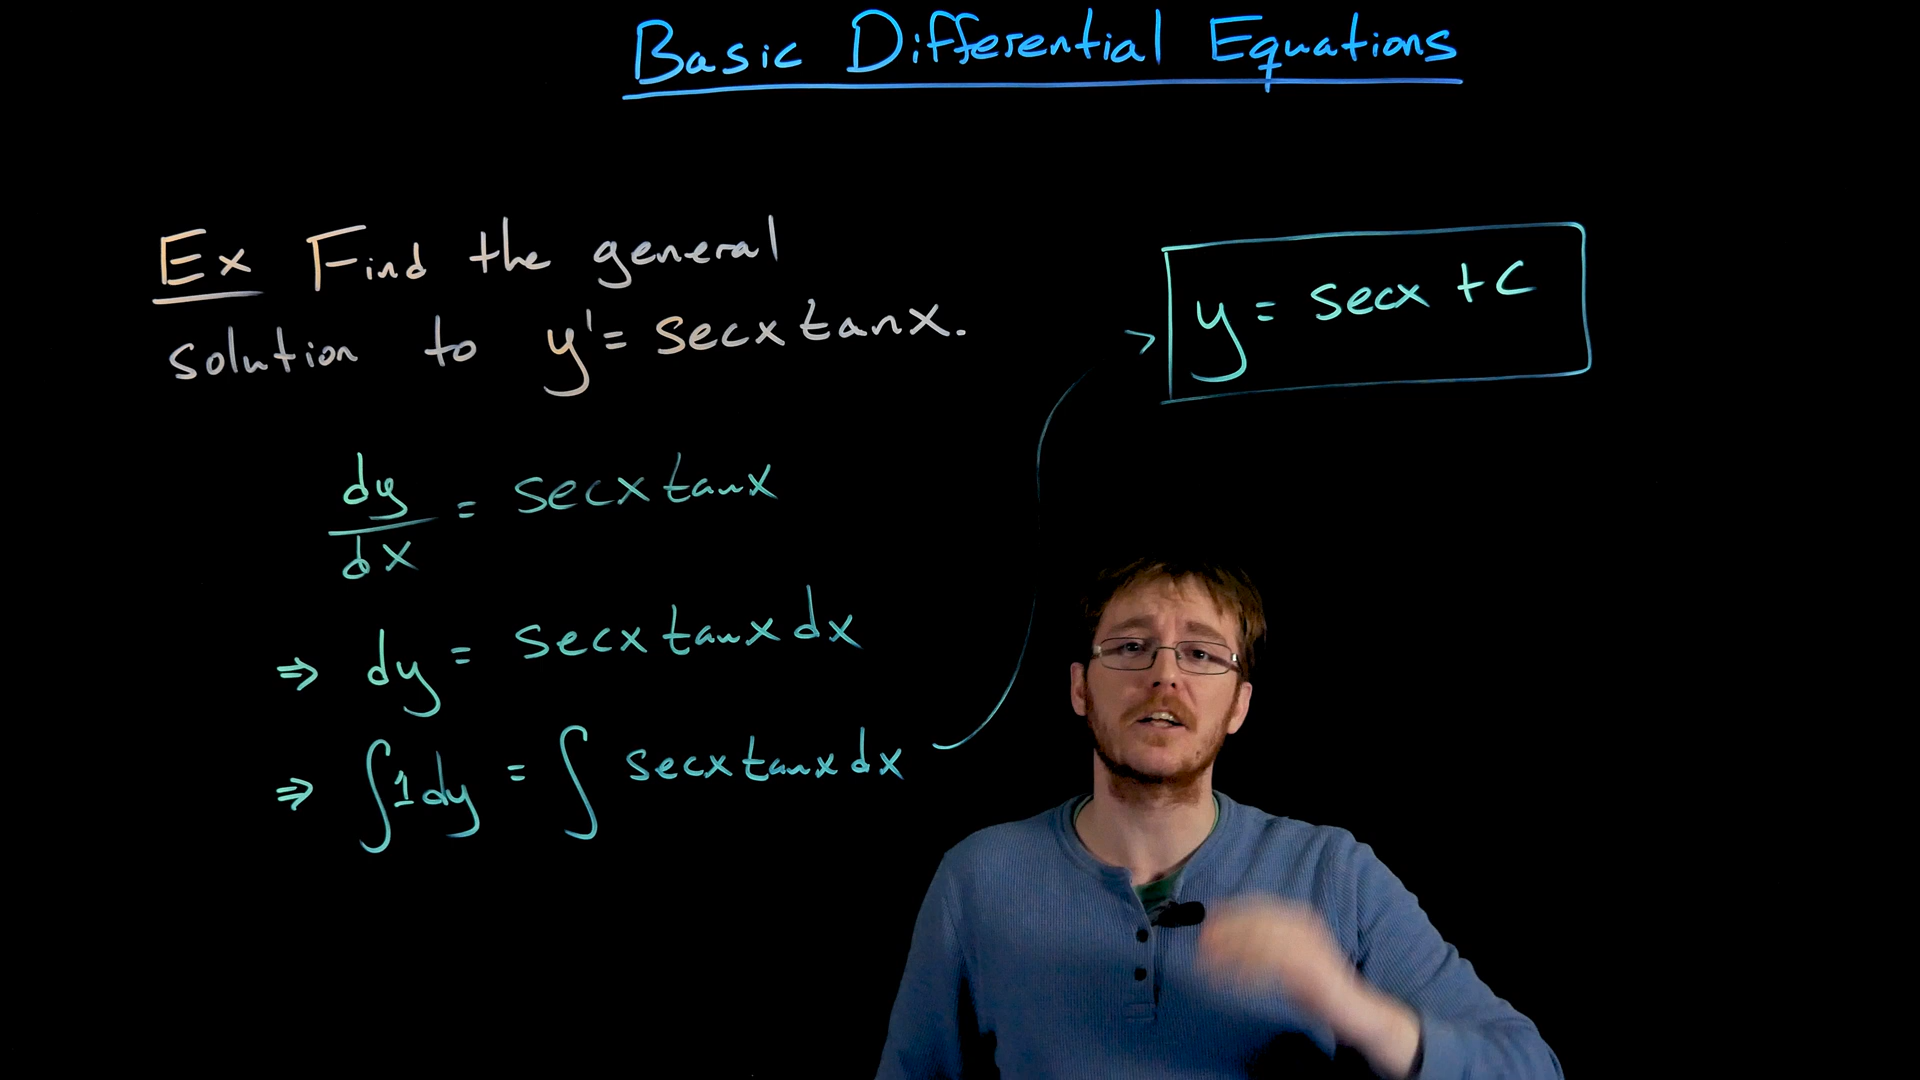 Basic Differential Equations
Ex Find the general
solution to y' = secx tanx.
dy/dx = secx tanx
⇒ dy = secx tanx dx
⇒ ∫1dy = ∫ secx tanx dx
y = secx + C